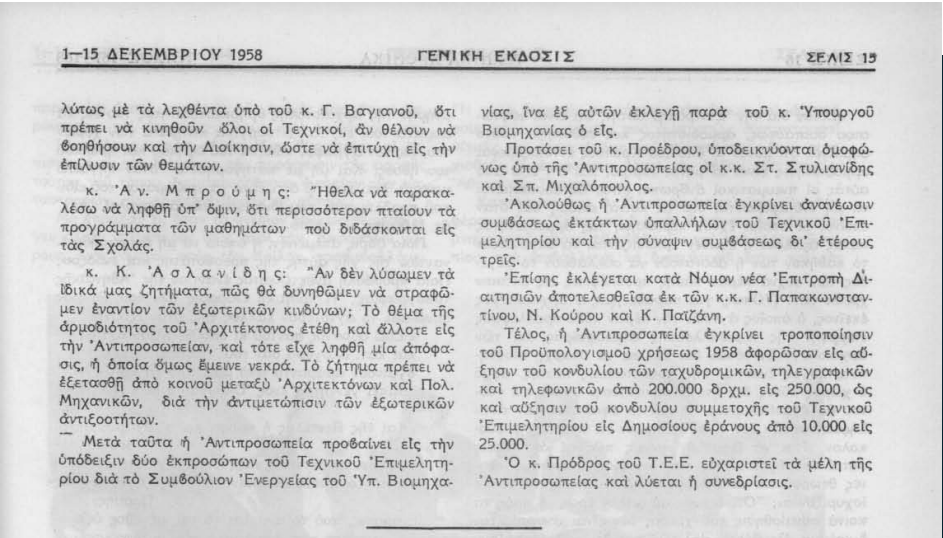 1—15 ΔΕΚΕΜΒΡΙΟΥ 1958 ΓΕΝΙΚΗ ΕΚΔΟΣΙΣ ΣΕΛΙΣ 15
λύτως μὲ τὰ λεχθέντα ὑπὸ τοῦ κ. Γ. Βαγιανοῦ, ὅτι
πρέπει νὰ κινηθοῦν ὅλοι οἱ Τεχνικοί, ἂν θέλουν νὰ
βοηθήσουν καὶ τὴν Διοίκησιν, ὥστε νὰ ἐπιτύχῃ εἰς τὴν
ἐπίλυσιν τῶν θεμάτων.
κ. Ἀν. Μπρούμης: Ἤθελα νὰ παρακα-
λέσω νὰ ληφθῇ ὑπ' ὄψιν, ὅτι περισσότερον πταίουν τὰ
προγράμματα τῶν μαθημάτων ποὺ διδάσκονται εἰς
τὰς Σχολάς.
κ. Κ. Ἀσλανίδης: Ἂν δὲν λύσωμεν τὰ
ἰδικά μας ζητήματα, πῶς θὰ δυνηθῶμεν νὰ στραφῶ-
μεν ἐναντίον τῶν ἐξωτερικῶν κινδύνων; Τὸ θέμα τῆς
ἁρμοδιότητος τοῦ Ἀρχιτέκτονος ἐτέθη καὶ ἄλλοτε εἰς
τὴν Ἀντιπροσωπείαν, καὶ τότε εἶχε ληφθῆ μία ἀπόφα-
σις, ἡ ὁποία ὅμως ἔμεινε νεκρά. Τὸ ζήτημα πρέπει νὰ
ἐξετασθῇ ἀπὸ κοινοῦ μεταξὺ Ἀρχιτεκτόνων καὶ Πολ.
Μηχανικῶν, διὰ τὴν ἀντιμετώπισιν τῶν ἐξωτερικῶν
ἀντιξοοτήτων.
Μετὰ ταῦτα ἡ Ἀντιπροσωπεία προβαίνει εἰς τὴν
ὑπόδειξιν δύο ἐκπροσώπων τοῦ Τεχνικοῦ Ἐπιμελητη-
ρίου διὰ τὸ Συμβούλιον Ἐνεργείας τοῦ Ὑπ. Βιομηχα-
νίας, ἵνα ἐξ αὐτῶν ἐκλεγῇ παρὰ τοῦ κ. Ὑπουργοῦ
Βιομηχανίας ὁ εἷς.
Προτάσει τοῦ κ. Προέδρου, ὑποδεικνύονται ὁμοφώ-
νως ὑπὸ τῆς Ἀντιπροσωπείας οἱ κ.κ. Στ. Στυλιανίδης
καὶ Σπ. Μιχαλόπουλος.
Ἀκολούθως ἡ Ἀντιπροσωπεία ἐγκρίνει ἀνανέωσιν
συμβάσεως ἐκτάκτων ὑπαλλήλων τοῦ Τεχνικοῦ Ἐπι-
μελητηρίου καὶ τὴν σύναψιν συμβάσεως δι' ἑτέρους
τρεῖς.
Ἐπίσης ἐκλέγεται κατὰ Νόμον νέα Ἐπιτροπὴ Δι-
αιτησιῶν ἀποτελεσθεῖσα ἐκ τῶν κ.κ. Γ. Παπακωνσταν-
τίνου, Ν. Κούρου καὶ Κ. Παϊζάνη.
Τέλος, ἡ Ἀντιπροσωπεία ἐγκρίνει τροποποίησιν
τοῦ Προϋπολογισμοῦ χρήσεως 1958 ἀφορῶσαν εἰς αὔ-
ξησιν τοῦ κονδυλίου τῶν ταχυδρομικῶν, τηλεγραφικῶν
καὶ τηλεφωνικῶν ἀπὸ 200.000 δρχμ. εἰς 250.000, ὡς
καὶ αὔξησιν τοῦ κονδυλίου συμμετοχῆς τοῦ Τεχνικοῦ
Ἐπιμελητηρίου εἰς Δημοσίους ἐράνους ἀπὸ 10.000 εἰς
25.000.
Ὁ κ. Πρόδρος τοῦ Τ.Ε.Ε. εὐχαριστεῖ τὰ μέλη τῆς
Ἀντιπροσωπείας καὶ λύεται ἡ συνεδρίασις.